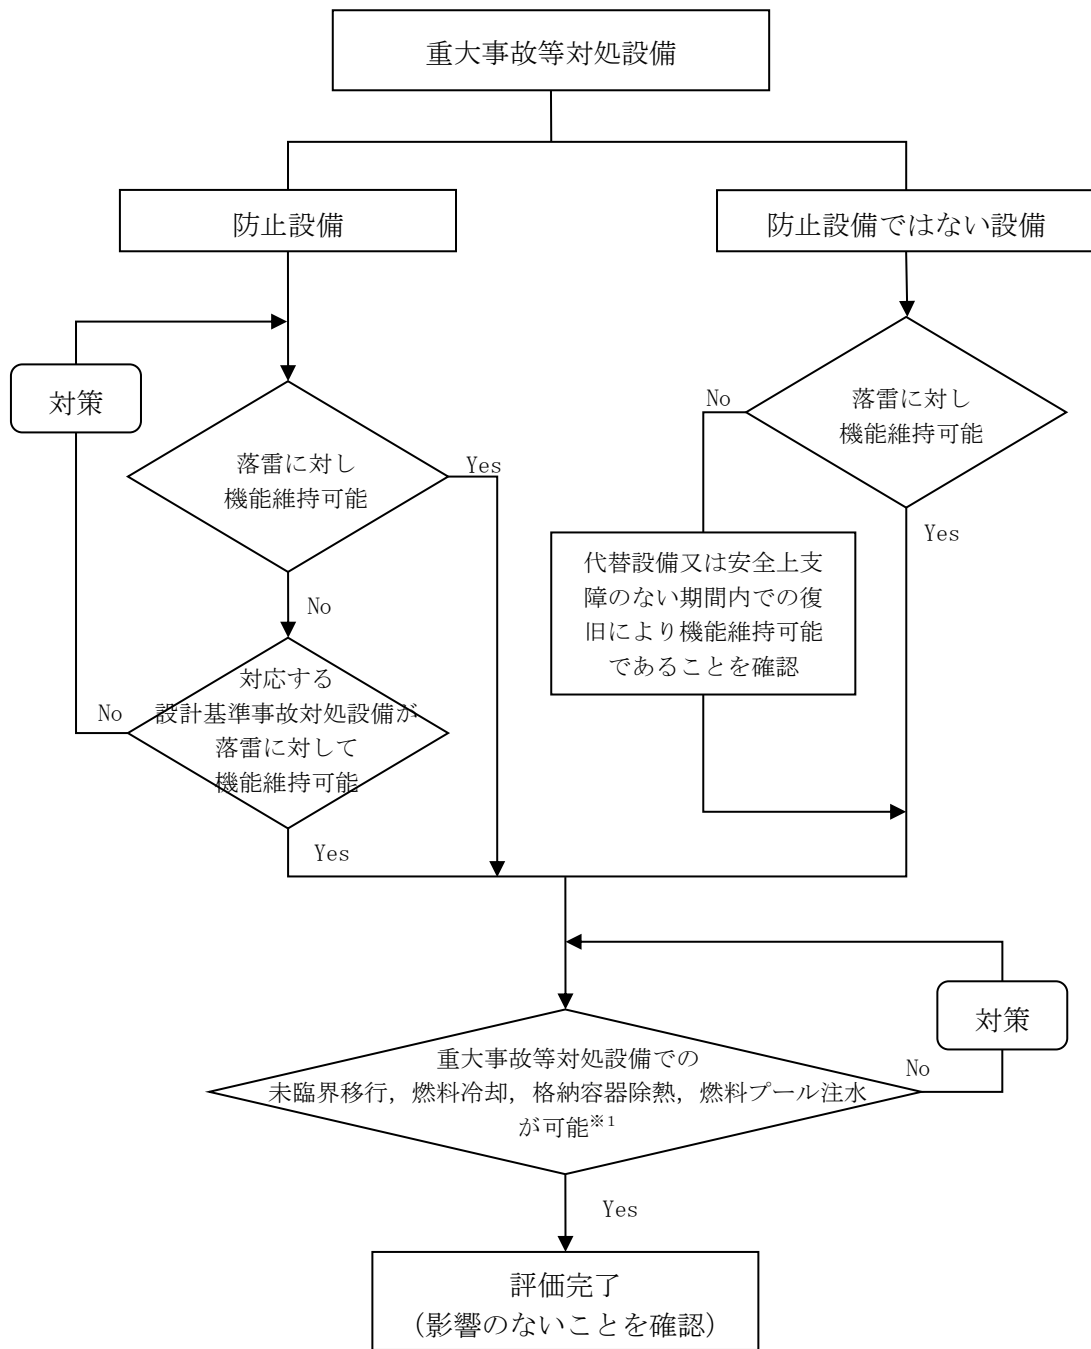 重大事故等対処設備
防止設備
防止設備ではない設備
対策
落雷に対し
機能維持可能
Yes
No
落雷に対し
機能維持可能
No
Yes
代替設備又は安全上支
障のない期間内での復
旧により機能維持可能
であることを確認
対応する
設計基準事故対処設備が
落雷に対して
機能維持可能
No
Yes
対策
重大事故等対処設備での
未臨界移行，燃料冷却，格納容器除熱，燃料プール注水
が可能※1
No
Yes
評価完了
（影響のないことを確認）